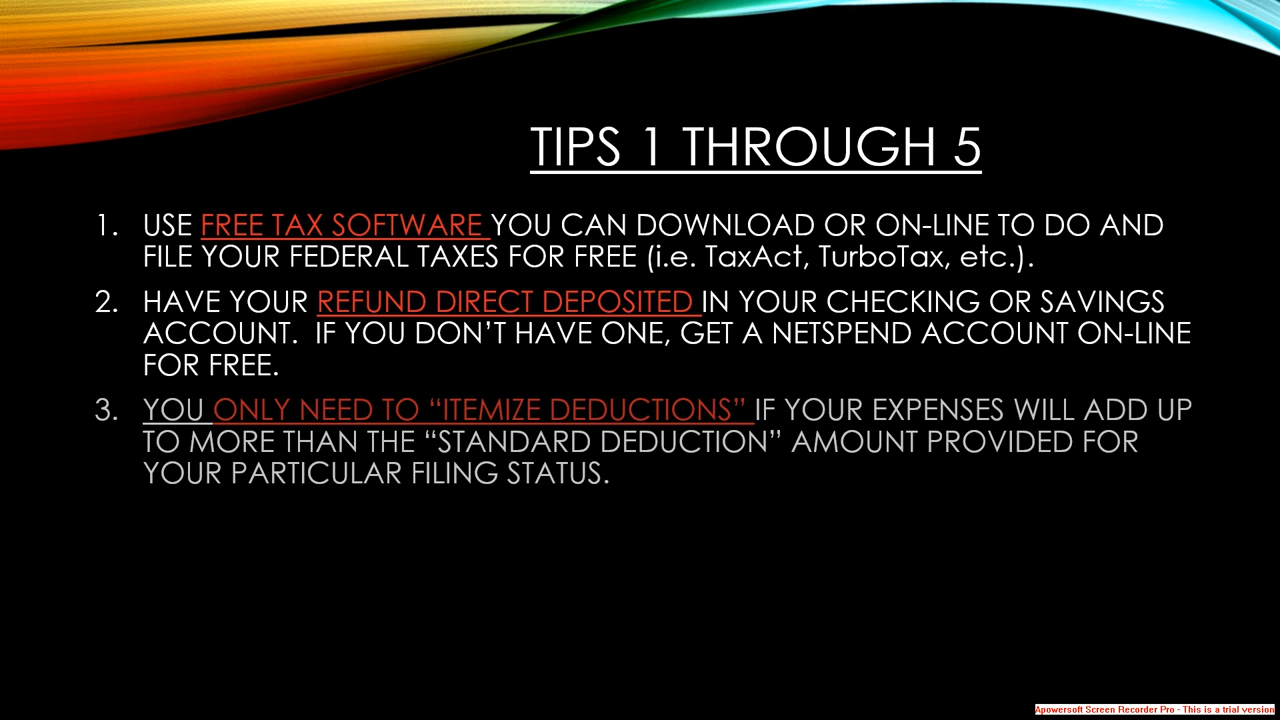 TIPS 1 THROUGH 5
1. USE FREE TAX SOFTWARE YOU CAN DOWNLOAD OR ON-LINE TO DO AND
FILE YOUR FEDERAL TAXES FOR FREE (i.e. TaxAct, TurboTax, etc.).
2. HAVE YOUR REFUND DIRECT DEPOSITED IN YOUR CHECKING OR SAVINGS
ACCOUNT.  IF YOU DON’T HAVE ONE, GET A NETSPEND ACCOUNT ON-LINE
FOR FREE.
3. YOU ONLY NEED TO “ITEMIZE DEDUCTIONS” IF YOUR EXPENSES WILL ADD UP
TO MORE THAN THE “STANDARD DEDUCTION” AMOUNT PROVIDED FOR
YOUR PARTICULAR FILING STATUS.
Apowersoft Screen Recorder Pro - This is a trial version